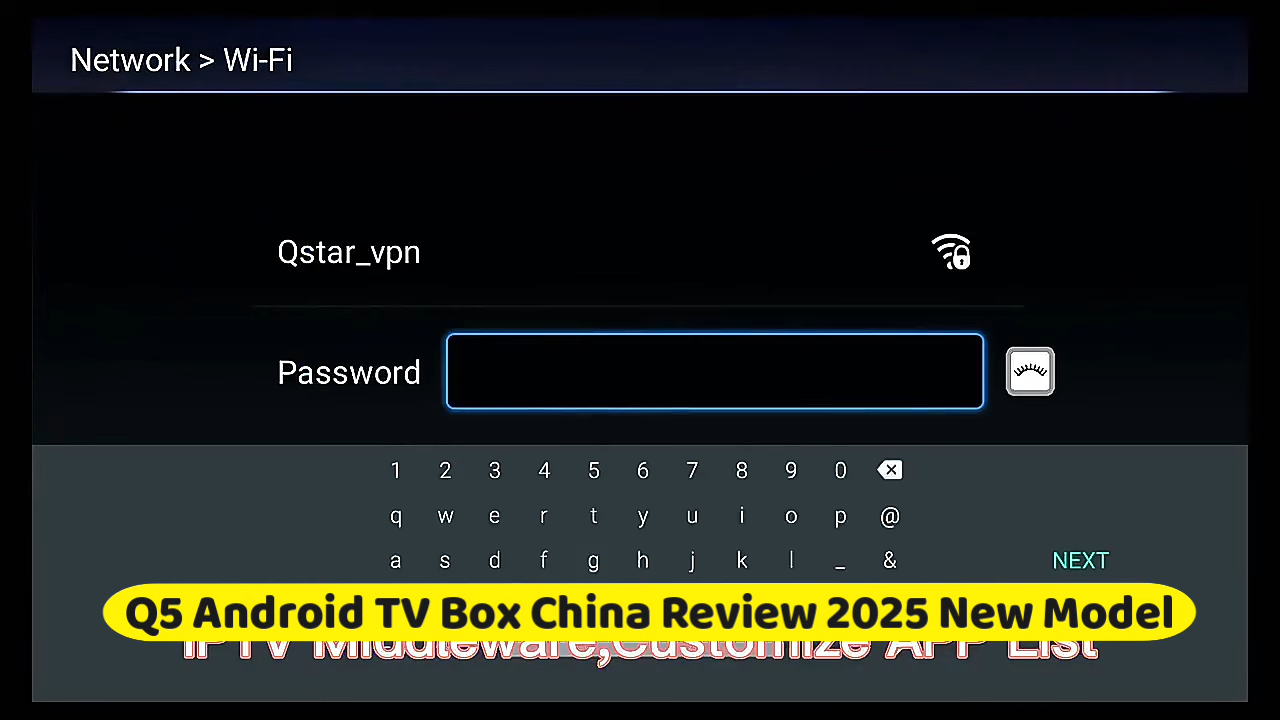 Network > Wi-Fi
Qstar_vpn
Password
1 2 3 4 5 6 7 8 9 0
q w e r t y u i o p @
a s d f g h j k l _ &
NEXT
Q5 Android TV Box China Review 2025 New Model
IPTV Middleware,Customize APP List